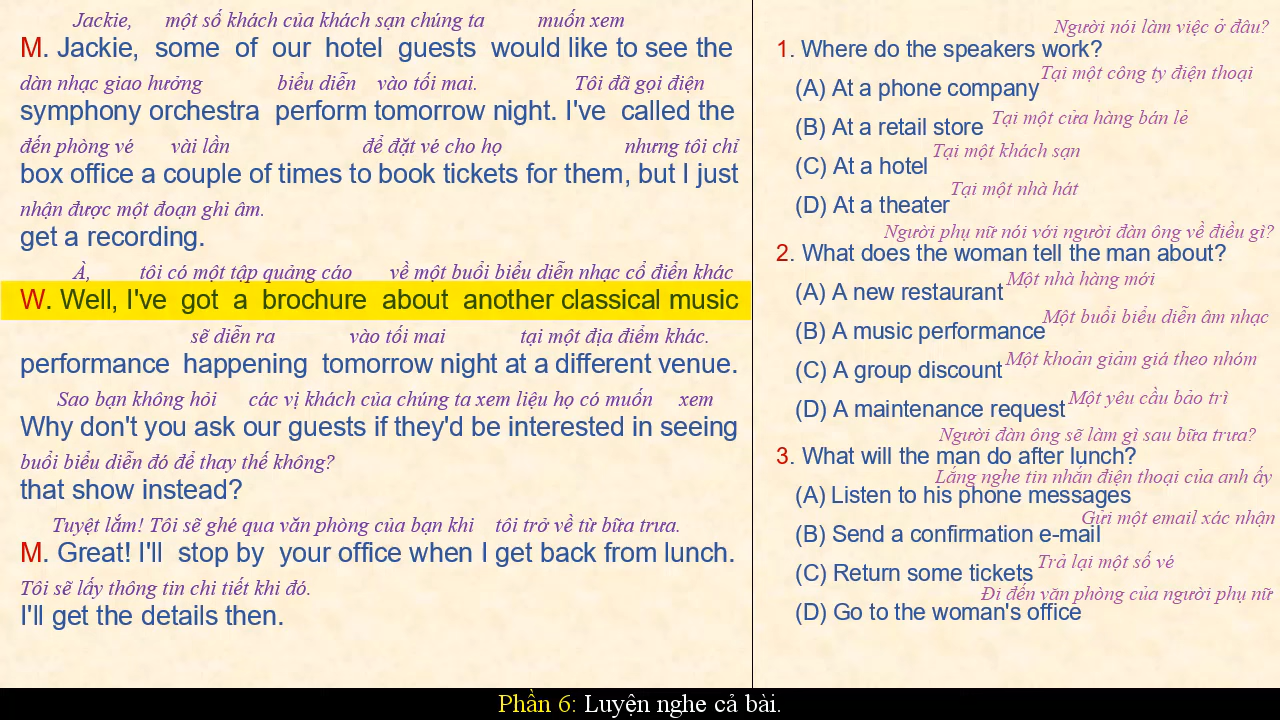 Jackie, một số khách của khách sạn chúng ta muốn xem
M. Jackie, some of our hotel guests would like to see the
dàn nhạc giao hưởng biểu diễn vào tối mai. Tôi đã gọi điện
symphony orchestra perform tomorrow night. I've called the
đến phòng vé vài lần để đặt vé cho họ nhưng tôi chỉ
box office a couple of times to book tickets for them, but I just
nhận được một đoạn ghi âm.
get a recording.
À, tôi có một tập quảng cáo về một buổi biểu diễn nhạc cổ điển khác
W. Well, I've got a brochure about another classical music
sẽ diễn ra vào tối mai tại một địa điểm khác.
performance happening tomorrow night at a different venue.
Sao bạn không hỏi các vị khách của chúng ta xem liệu họ có muốn xem
Why don't you ask our guests if they'd be interested in seeing
buổi biểu diễn đó để thay thế không?
that show instead?
Tuyệt lắm! Tôi sẽ ghé qua văn phòng của bạn khi tôi trở về từ bữa trưa.
M. Great! I'll stop by your office when I get back from lunch.
Tôi sẽ lấy thông tin chi tiết khi đó.
I'll get the details then.
Người nói làm việc ở đâu?
1. Where do the speakers work?
(A) At a phone company Tại một công ty điện thoại
(B) At a retail store Tại một cửa hàng bán lẻ
(C) At a hotel Tại một khách sạn
(D) At a theater Tại một nhà hát
Người phụ nữ nói với người đàn ông về điều gì?
2. What does the woman tell the man about?
(A) A new restaurant Một nhà hàng mới
(B) A music performance Một buổi biểu diễn âm nhạc
(C) A group discount Một khoản giảm giá theo nhóm
(D) A maintenance request Một yêu cầu bảo trì
Người đàn ông sẽ làm gì sau bữa trưa?
3. What will the man do after lunch?
Lắng nghe tin nhắn điện thoại của anh ấy
(A) Listen to his phone messages
Gửi một email xác nhận
(B) Send a confirmation e-mail
(C) Return some tickets Trả lại một số vé
Đi đến văn phòng của người phụ nữ
(D) Go to the woman's office
Phần 6: Luyện nghe cả bài.